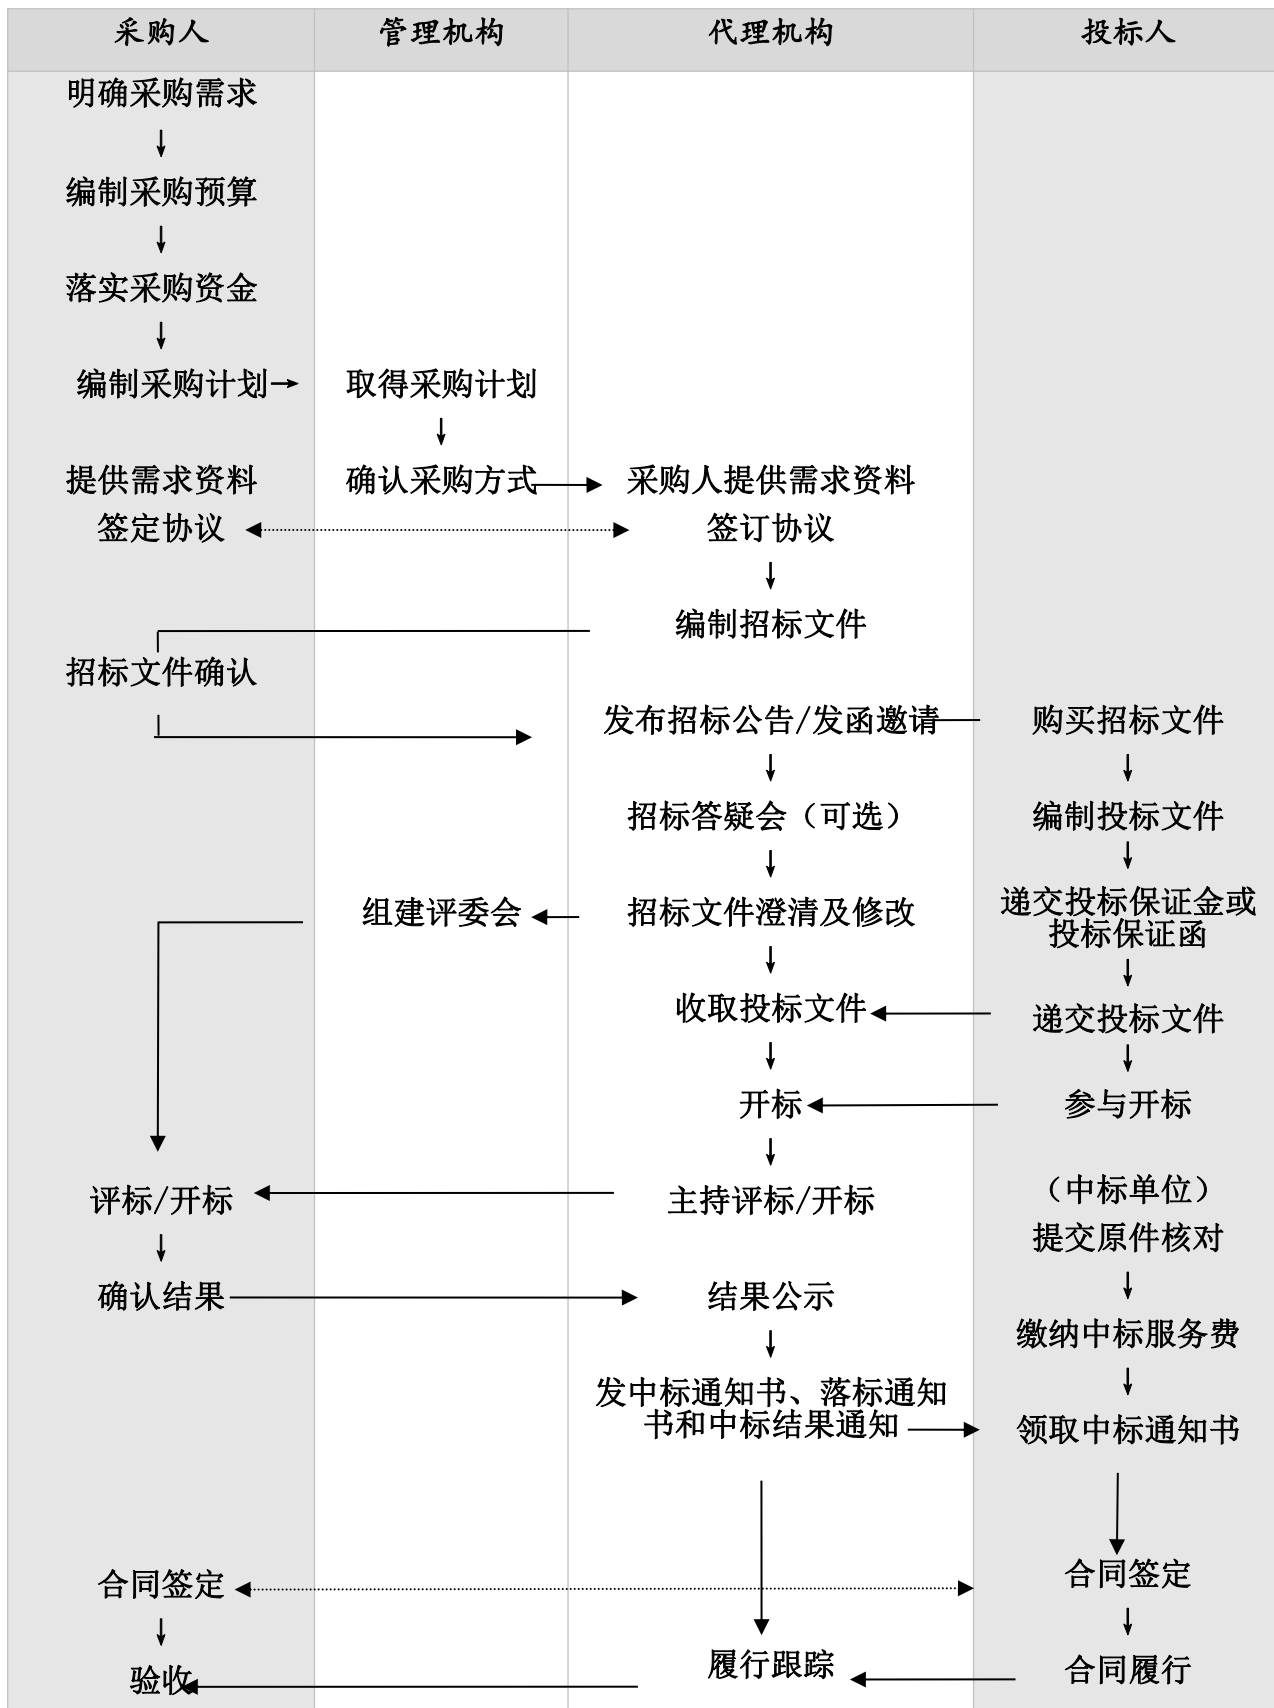 采购人 管理机构 代理机构 投标人
明确采购需求
编制采购预算
落实采购资金
编制采购计划 取得采购计划
提供需求资料 确认采购方式 采购人提供需求资料
签定协议 签订协议
编制招标文件
招标文件确认
发布招标公告/发函邀请 购买招标文件
招标答疑会（可选） 编制投标文件
组建评委会 招标文件澄清及修改 递交投标保证金或
投标保证函
收取投标文件 递交投标文件
开标 参与开标
评标/开标 主持评标/开标 （中标单位）
提交原件核对
确认结果 结果公示
缴纳中标服务费
发中标通知书、落标通知
书和中标结果通知 领取中标通知书
合同签定 合同签定
验收 履行跟踪 合同履行